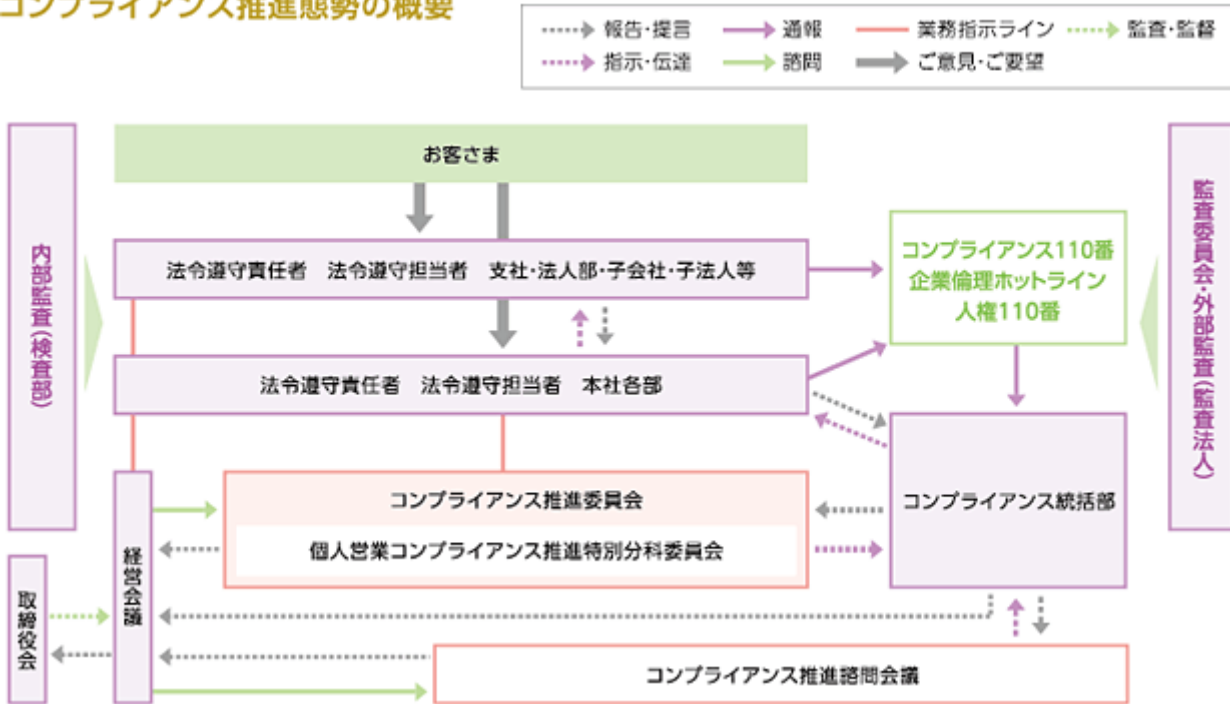 コンプライアンス推進態勢の概要
報告・提言 通報 業務指示ライン 監査・監督
指示・伝達 諮問 ご意見・ご要望
お客さま
内部監査(検査部)
監査委員会・外部監査(監査法人)
法令遵守責任者 法令遵守担当者 支社・法人部・子会社・子法人等
コンプライアンス110番
企業倫理ホットライン
人権110番
法令遵守責任者 法令遵守担当者 本社各部
コンプライアンス推進委員会
コンプライアンス統括部
個人営業コンプライアンス推進特別分科委員会
経営会議
取締役会
コンプライアンス推進諮問会議